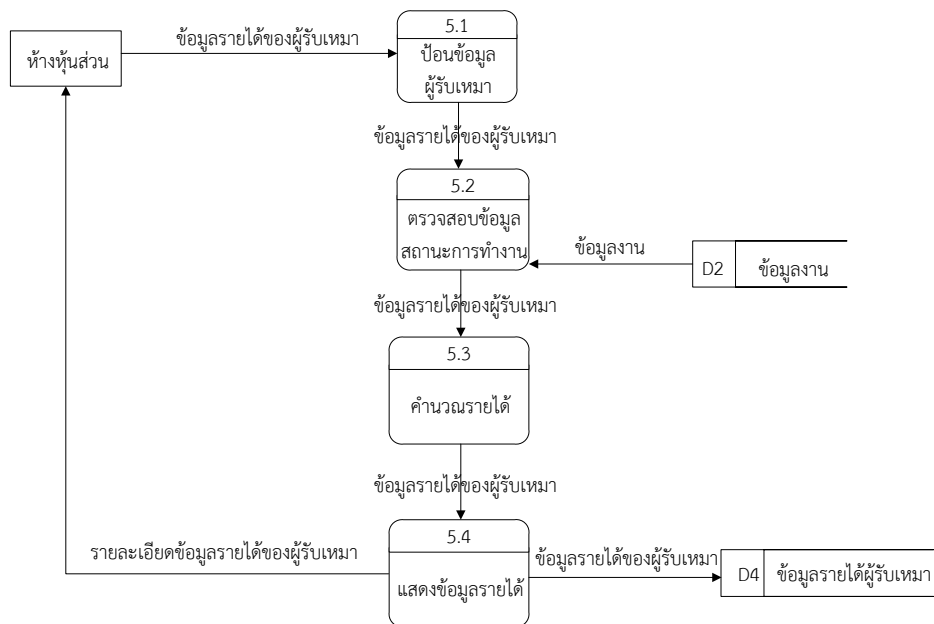 5.1
ข้อมูลรายได้ของผู้รับเหมา
ห้างหุ้นส่วน
ป้อนข้อมูล
ผู้รับเหมา
ข้อมูลรายได้ของผู้รับเหมา
5.2
ตรวจสอบข้อมูล
สถานะการทำงาน
ข้อมูลงาน
D2
ข้อมูลงาน
ข้อมูลรายได้ของผู้รับเหมา
5.3
คำนวณรายได้
ข้อมูลรายได้ของผู้รับเหมา
5.4
แสดงข้อมูลรายได้
รายละเอียดข้อมูลรายได้ของผู้รับเหมา
ข้อมูลรายได้ของผู้รับเหมา
D4
ข้อมูลรายได้ผู้รับเหมา